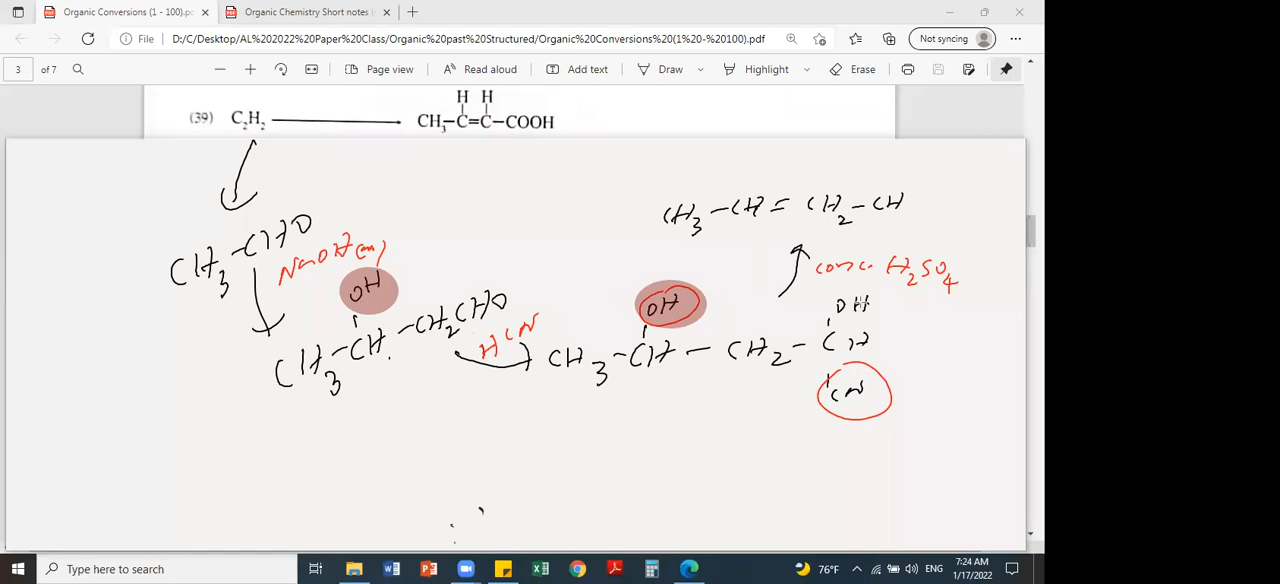 Organic Conversions (1 - 100).pc
Organic Chemistry Short notes (
File
D:/C/Desktop/AL%202022%20Paper%20Class/Organic%20past%20Structured/Organic%20Conversions%20(1%20-%20100).pdf
Not syncing
3 of 7
Page view
Read aloud
Add text
Draw
Highlight
Erase
H H
(39) C₂H₂ CH₃–C=C–COOH
CH₃–CH=CH₂–CH
CH₃–CHO
NaOH
conc. H₂SO₄
OH
CH₃–CH–CH₂CHO
HCN
OH
OH
CH₃–CH–CH₂–CH
CN
Type here to search
76°F
ENG
7:24 AM
1/17/2022